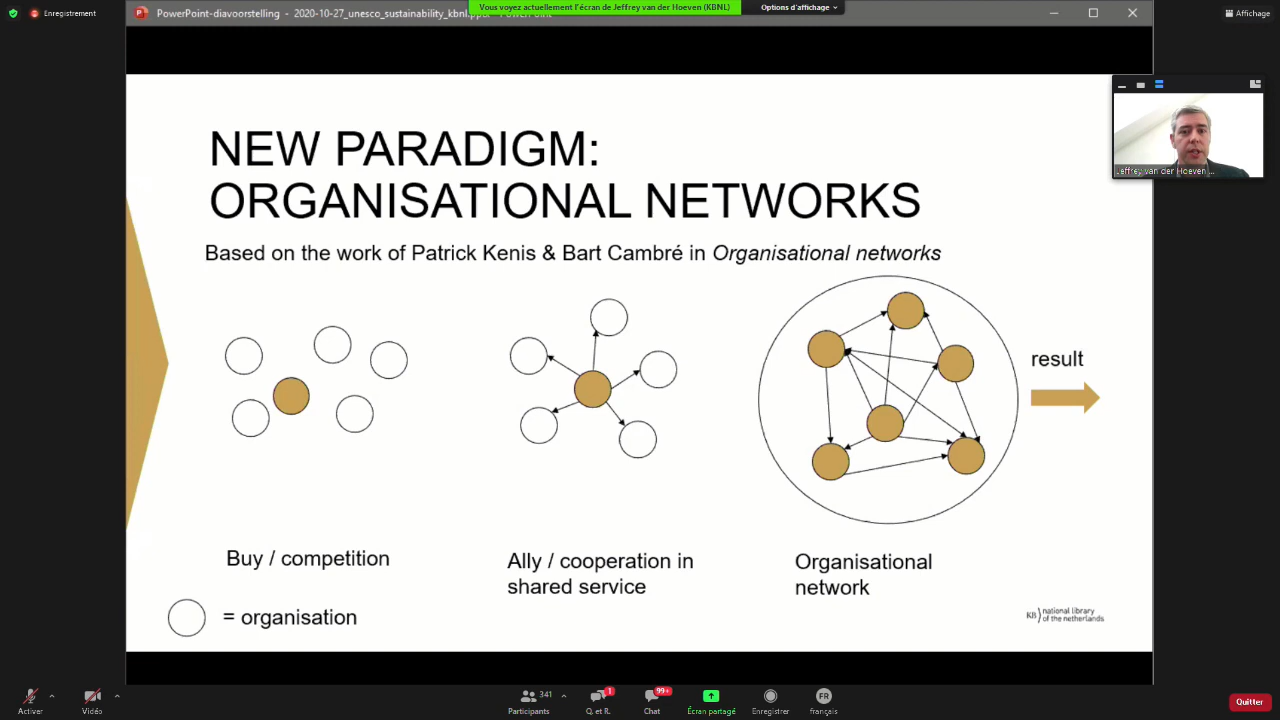 Enregistrement
PowerPoint-diavoorstelling - 2020-10-27_unesco_sustainability_kbnl.pptx - PowerPoint
Vous voyez actuellement l'écran de Jeffrey van der Hoeven (KBNL)
Options d'affichage
Affichage
Jeffrey van der Hoeven ...
NEW PARADIGM:
ORGANISATIONAL NETWORKS
Based on the work of Patrick Kenis & Bart Cambré in Organisational networks
result
Buy / competition
Ally / cooperation in
shared service
Organisational
network
= organisation
KB national library
of the netherlands
Activer
Vidéo
341
Participants
1
Q. et R.
99+
Chat
Écran partagé
Enregistrer
FR
français
Quitter